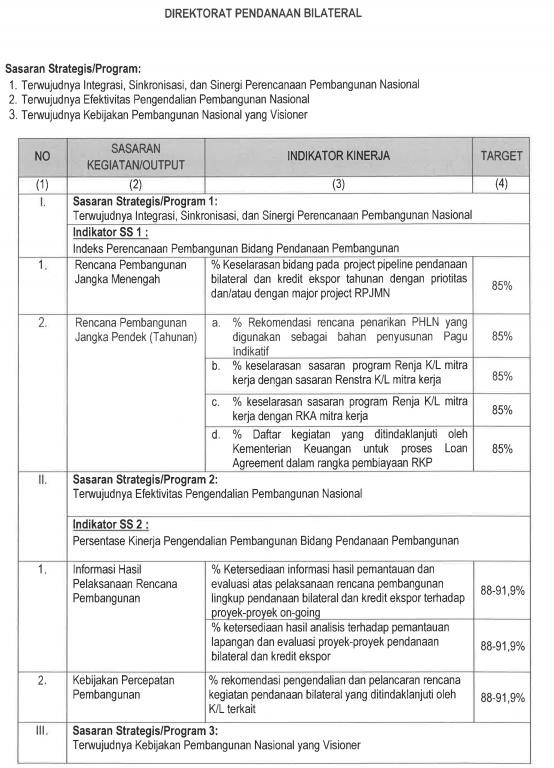 DIREKTORAT PENDANAAN BILATERAL
Sasaran Strategis/Program:
1. Terwujudnya Integrasi, Sinkronisasi, dan Sinergi Perencanaan Pembangunan Nasional
2. Terwujudnya Efektivitas Pengendalian Pembangunan Nasional
3. Terwujudnya Kebijakan Pembangunan Nasional yang Visioner
NO
SASARAN
KEGIATAN/OUTPUT
INDIKATOR KINERJA
TARGET
(1)
(2)
(3)
(4)
I.
Sasaran Strategis/Program 1:
Terwujudnya Integrasi, Sinkronisasi, dan Sinergi Perencanaan Pembangunan Nasional
Indikator SS 1 :
Indeks Perencanaan Pembangunan Bidang Pendanaan Pembangunan
1.
Rencana Pembangunan
Jangka Menengah
% Keselarasan bidang pada project pipeline pendanaan
bilateral dan kredit ekspor tahunan dengan priotitas
dan/atau dengan major project RPJMN
85%
2.
Rencana Pembangunan
Jangka Pendek (Tahunan)
a. % Rekomendasi rencana penarikan PHLN yang
digunakan sebagai bahan penyusunan Pagu
Indikatif
85%
b. % keselarasan sasaran program Renja K/L mitra
kerja dengan sasaran Renstra K/L mitra kerja
85%
c. % keselarasan sasaran program Renja K/L mitra
kerja dengan RKA mitra kerja
85%
d. % Daftar kegiatan yang ditindaklanjuti oleh
Kementerian Keuangan untuk proses Loan
Agreement dalam rangka pembiayaan RKP
85%
II.
Sasaran Strategis/Program 2:
Terwujudnya Efektivitas Pengendalian Pembangunan Nasional
Indikator SS 2 :
Persentase Kinerja Pengendalian Pembangunan Bidang Pendanaan Pembangunan
1.
Informasi Hasil
Pelaksanaan Rencana
Pembangunan
% Ketersediaan informasi hasil pemantauan dan
evaluasi atas pelaksanaan rencana pembangunan
lingkup pendanaan bilateral dan kredit ekspor terhadap
proyek-proyek on-going
88-91,9%
% ketersediaan hasil analisis terhadap pemantauan
lapangan dan evaluasi proyek-proyek pendanaan
bilateral dan kredit ekspor
88-91,9%
2.
Kebijakan Percepatan
Pembangunan
% rekomendasi pengendalian dan pelancaran rencana
kegiatan pendanaan bilateral yang ditindaklanjuti oleh
K/L terkait
88-91,9%
III.
Sasaran Strategis/Program 3:
Terwujudnya Kebijakan Pembangunan Nasional yang Visioner